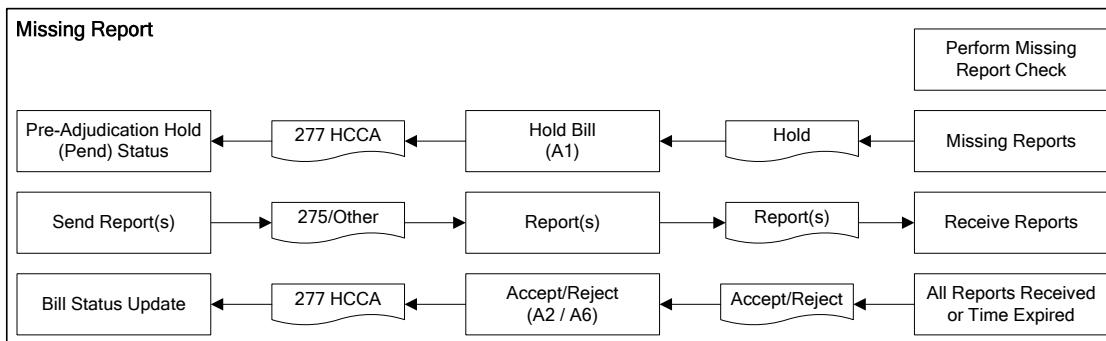 Missing Report
Perform Missing
Report Check
Pre-Adjudication Hold
(Pend) Status
277 HCCA
Hold Bill
(A1)
Hold
Missing Reports
Send Report(s)
275/Other
Report(s)
Report(s)
Receive Reports
Bill Status Update
277 HCCA
Accept/Reject
(A2 / A6)
Accept/Reject
All Reports Received
or Time Expired